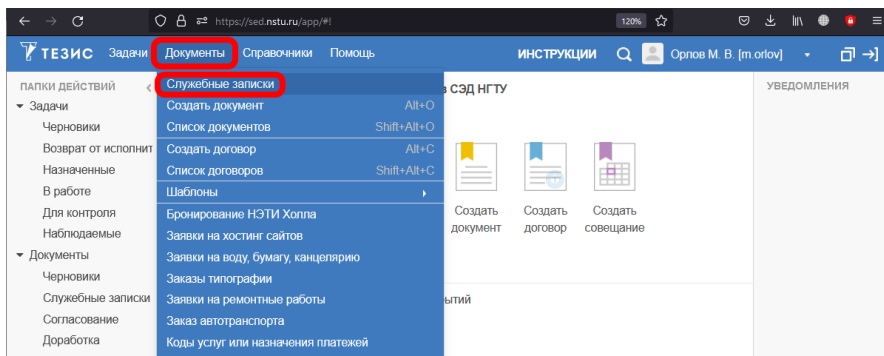 https://sed.nstu.ru/app/#!
120%
ТЕЗИС Задачи Документы Справочники Помощь ИНСТРУКЦИИ Орлов М. В. [m.orlov]
ПАПКИ ДЕЙСТВИЙ
Задачи
Черновики
Возврат от исполнит
Назначенные
В работе
Для контроля
Наблюдаемые
Документы
Черновики
Служебные записки
Согласование
Доработка
Служебные записки
Создать документ Alt+O
Список документов Shift+Alt+O
Создать договор Alt+C
Список договоров Shift+Alt+C
Шаблоны
Бронирование НЭТИ Холла
Заявки на хостинг сайтов
Заявки на воду, бумагу, канцелярию
Заказы типографии
Заявки на ремонтные работы
Заказ автотранспорта
Коды услуг или назначения платежей
в СЭД НГТУ
Создать документ
Создать договор
Создать совещание
ытий
УВЕДОМЛЕНИЯ